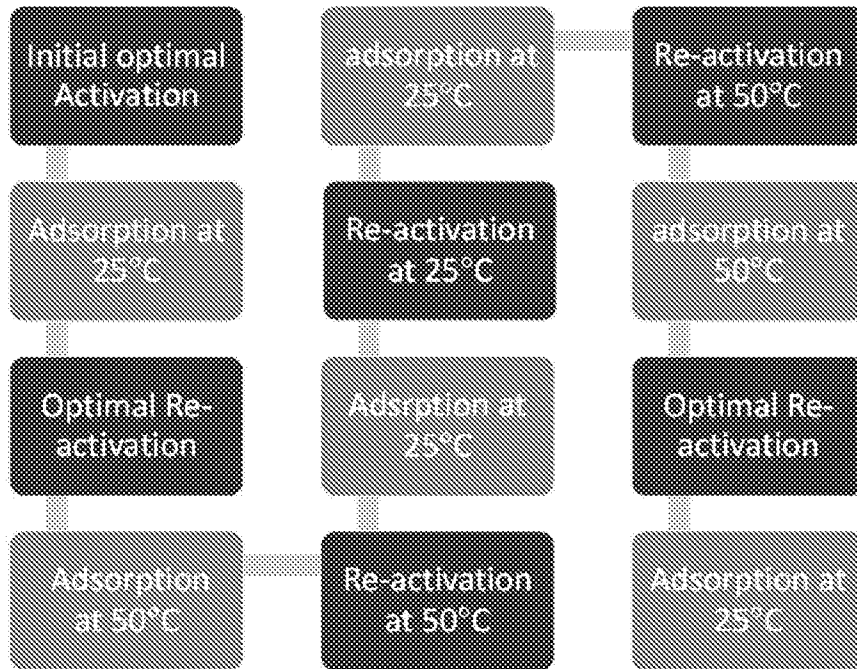 Initial optimal
Activation
Adsorption at
25°C
Optimal Re-
activation
Adsorption
at 50°C
Re-activation
at 50°C
Adsrption at
25°C
Re-activation
at 25°C
adsorption at
25°C
Re-activation
at 50°C
adsorption at
50°C
Optimal Re-
activation
Adsorption at
25°C